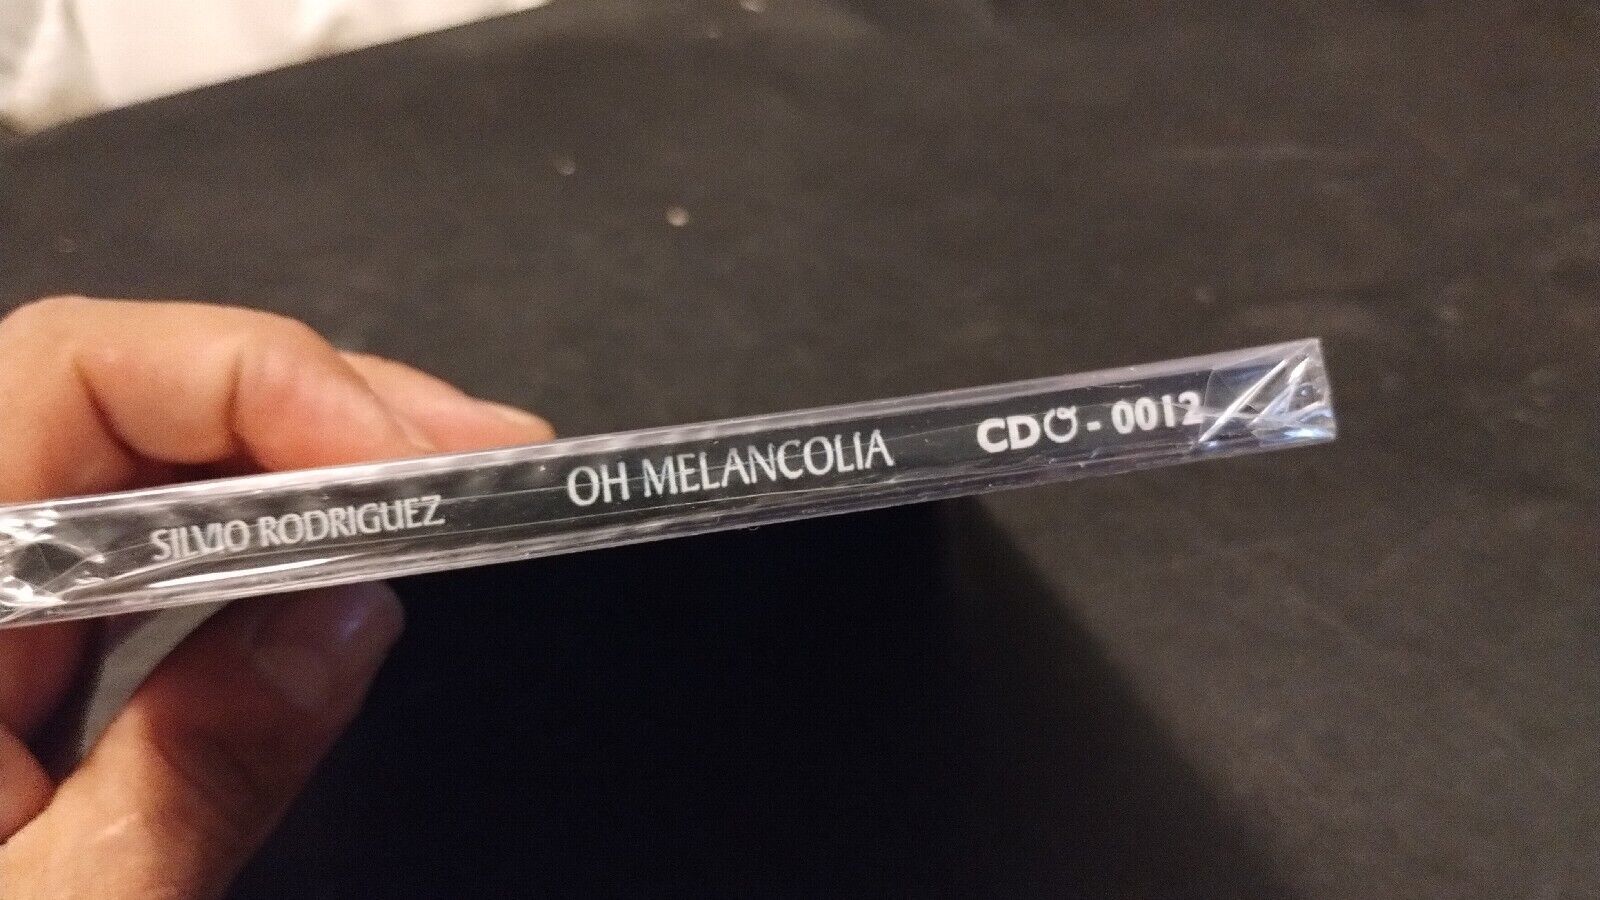 SILVIO RODRIGUEZ OH MELANCOLIA CDO - 0012